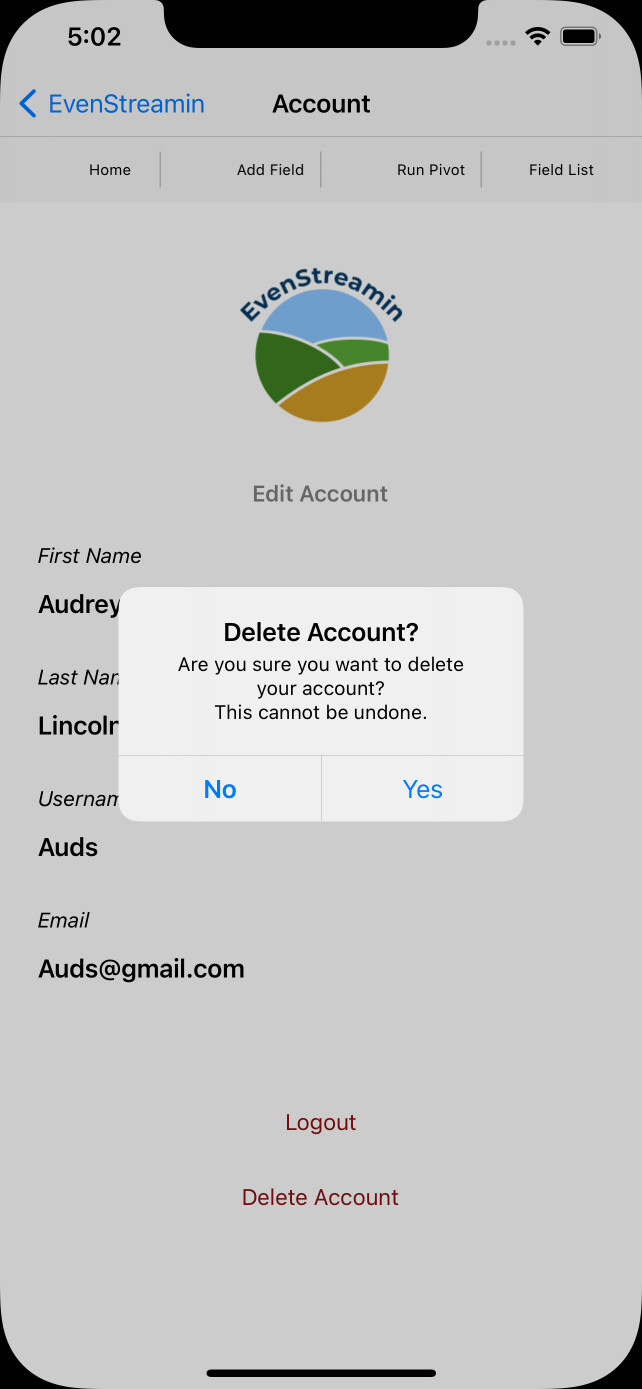 5:02
EvenStreamin
Account
Home
Add Field
Run Pivot
Field List
EvenStreamin
Edit Account
First Name
Audrey
Last Nam
Lincoln
Usernam
Auds
Email
Auds@gmail.com
Delete Account?
Are you sure you want to delete
your account?
This cannot be undone.
No
Yes
Logout
Delete Account